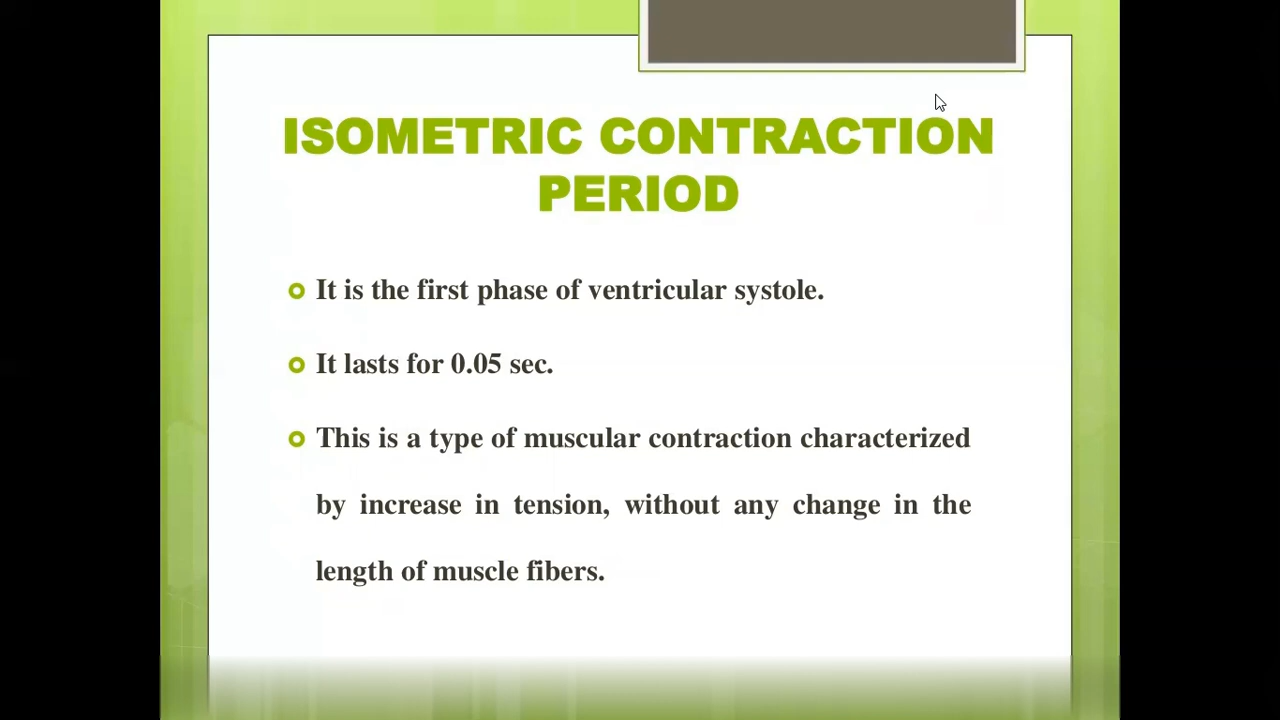 ISOMETRIC CONTRACTION
PERIOD
It is the first phase of ventricular systole.
It lasts for 0.05 sec.
This is a type of muscular contraction characterized
by increase in tension, without any change in the
length of muscle fibers.